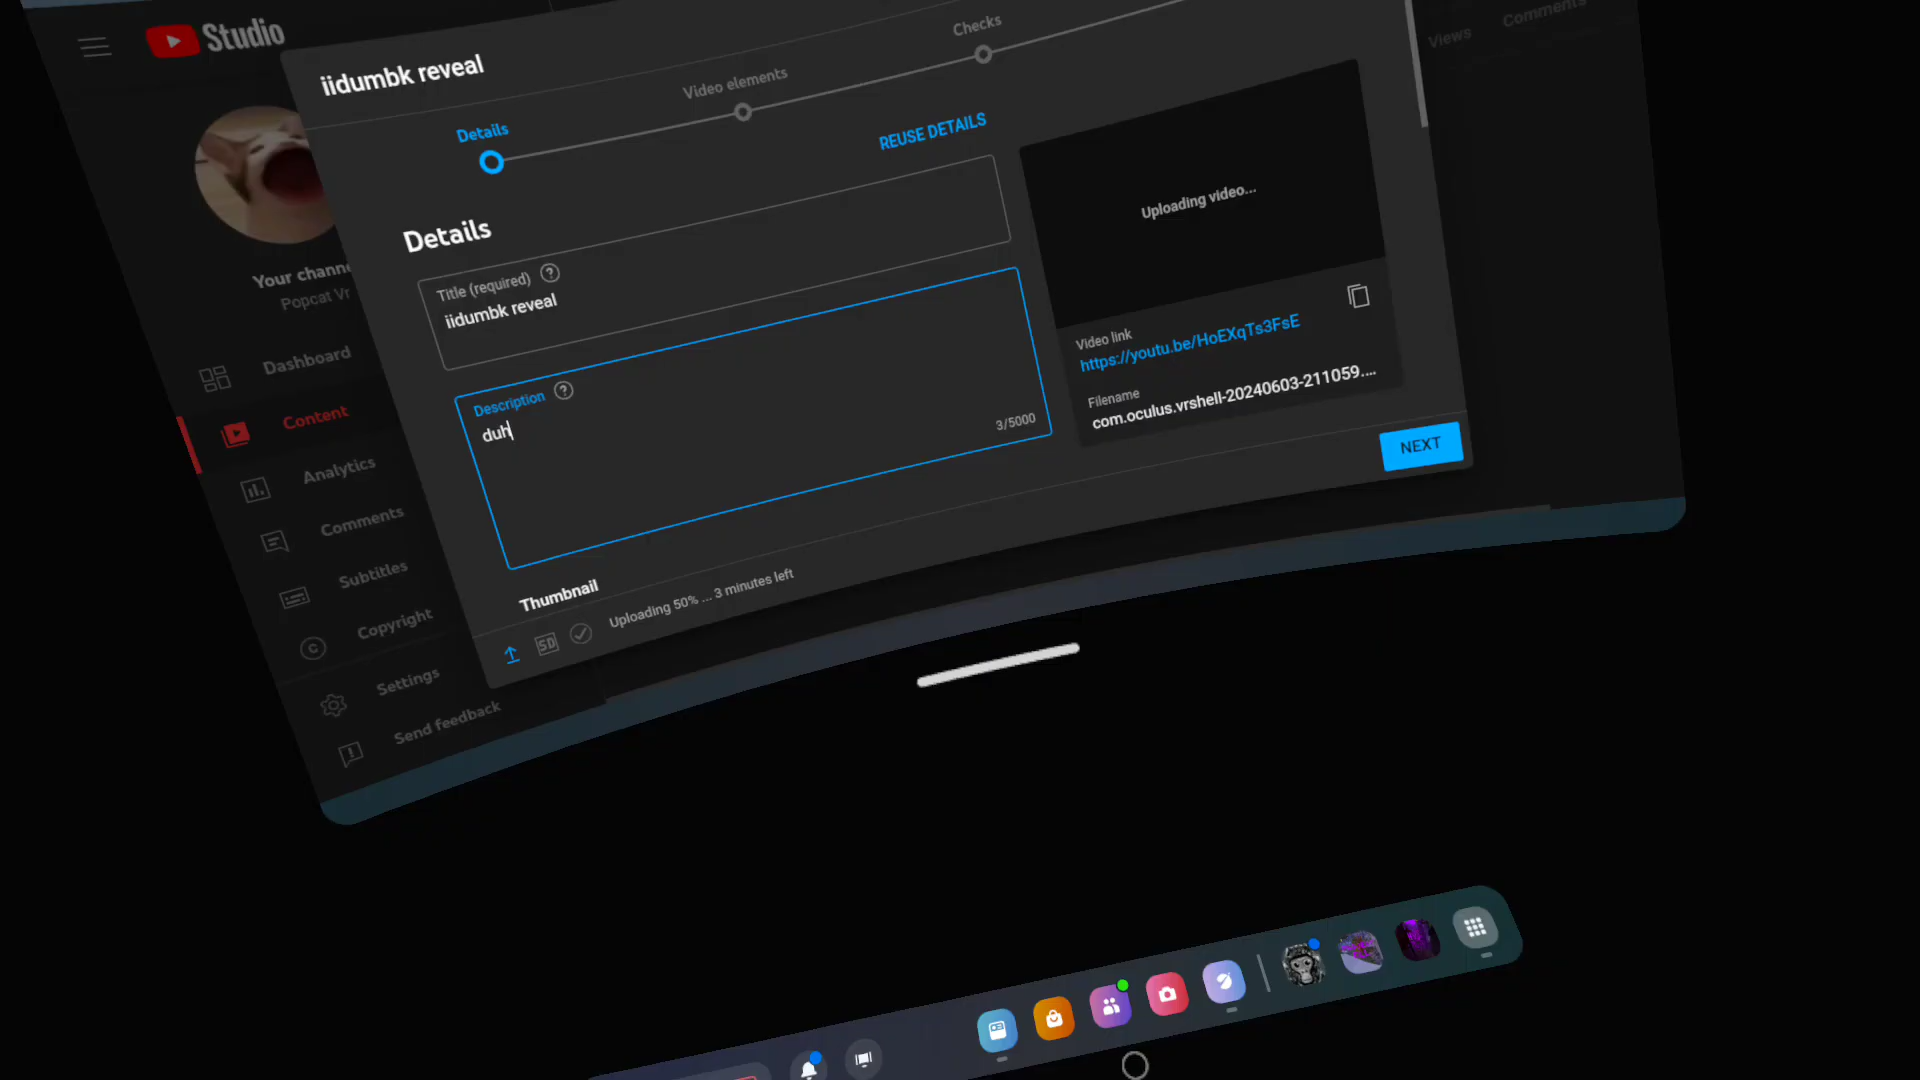 Studio
Your channe
Popcat Vr
Dashboard
Content
Analytics
Comments
Subtitles
Copyright
Settings
Send feedback
iidumbk reveal
Details
Video elements
Checks
REUSE DETAILS
Details
Title (required)
iidumbk reveal
Description
duh
3/5000
Thumbnail
SD
Uploading 50% ... 3 minutes left
Uploading video...
Video link
https://youtu.be/HoEXqTs3FsE
Filename
com.oculus.vrshell-20240603-211059....
NEXT
Views
Comments